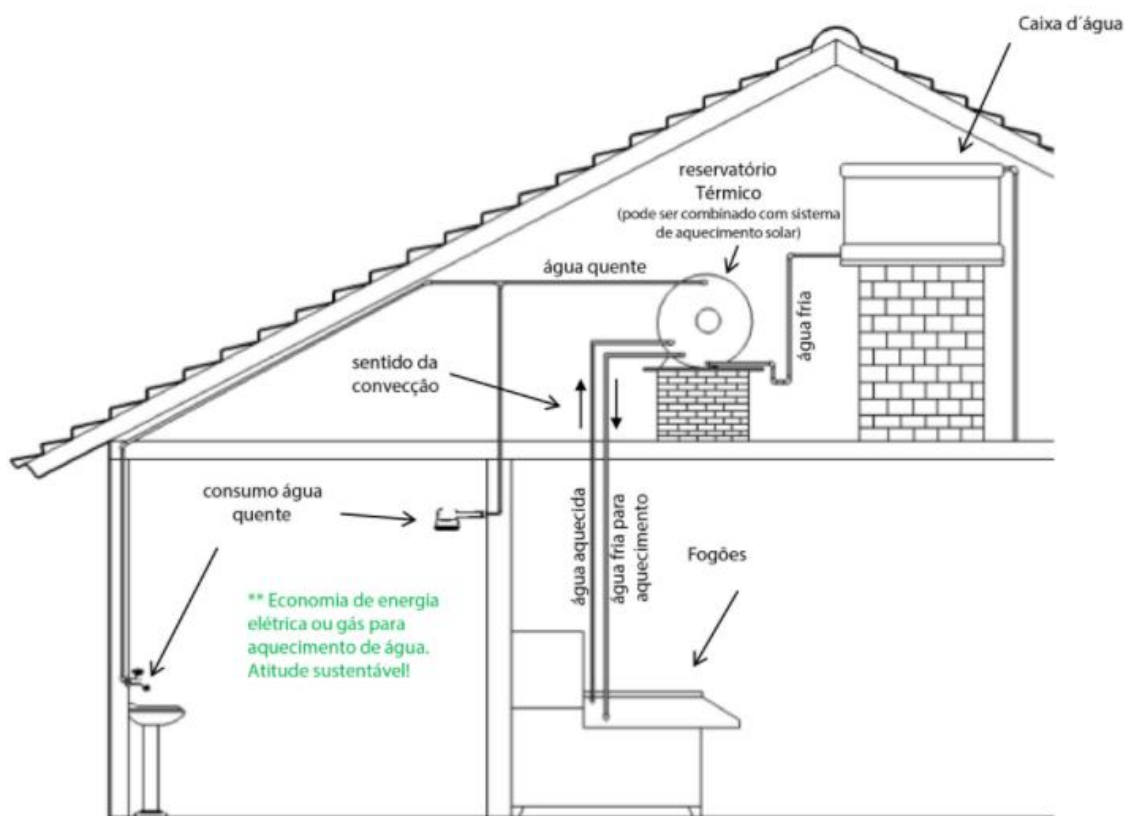 Caixa d´água
reservatório
Térmico
(pode ser combinado com sistema
de aquecimento solar)
água quente
água fria
sentido da
convecção
consumo água
quente
água aquecida
água fria para
aquecimento
Fogões
** Economia de energia
elétrica ou gás para
aquecimento de água.
Atitude sustentável!